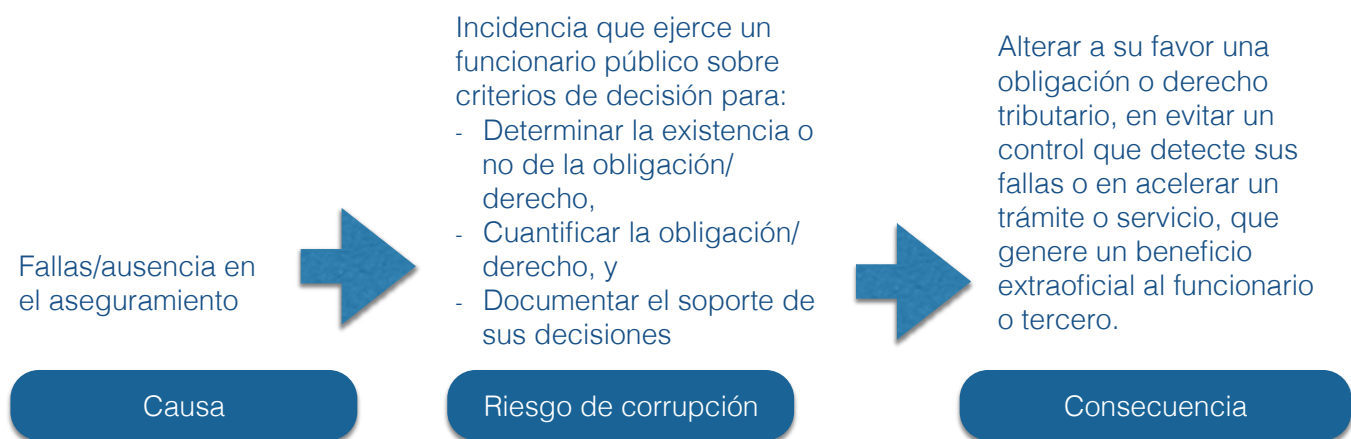 Fallas/ausencia en
el aseguramiento
Causa
Incidencia que ejerce un
funcionario público sobre
criterios de decisión para:
- Determinar la existencia o
no de la obligación/
derecho,
- Cuantificar la obligación/
derecho, y
- Documentar el soporte de
sus decisiones
Riesgo de corrupción
Alterar a su favor una
obligación o derecho
tributario, en evitar un
control que detecte sus
fallas o en acelerar un
trámite o servicio, que
genere un beneficio
extraoficial al funcionario
o tercero.
Consecuencia